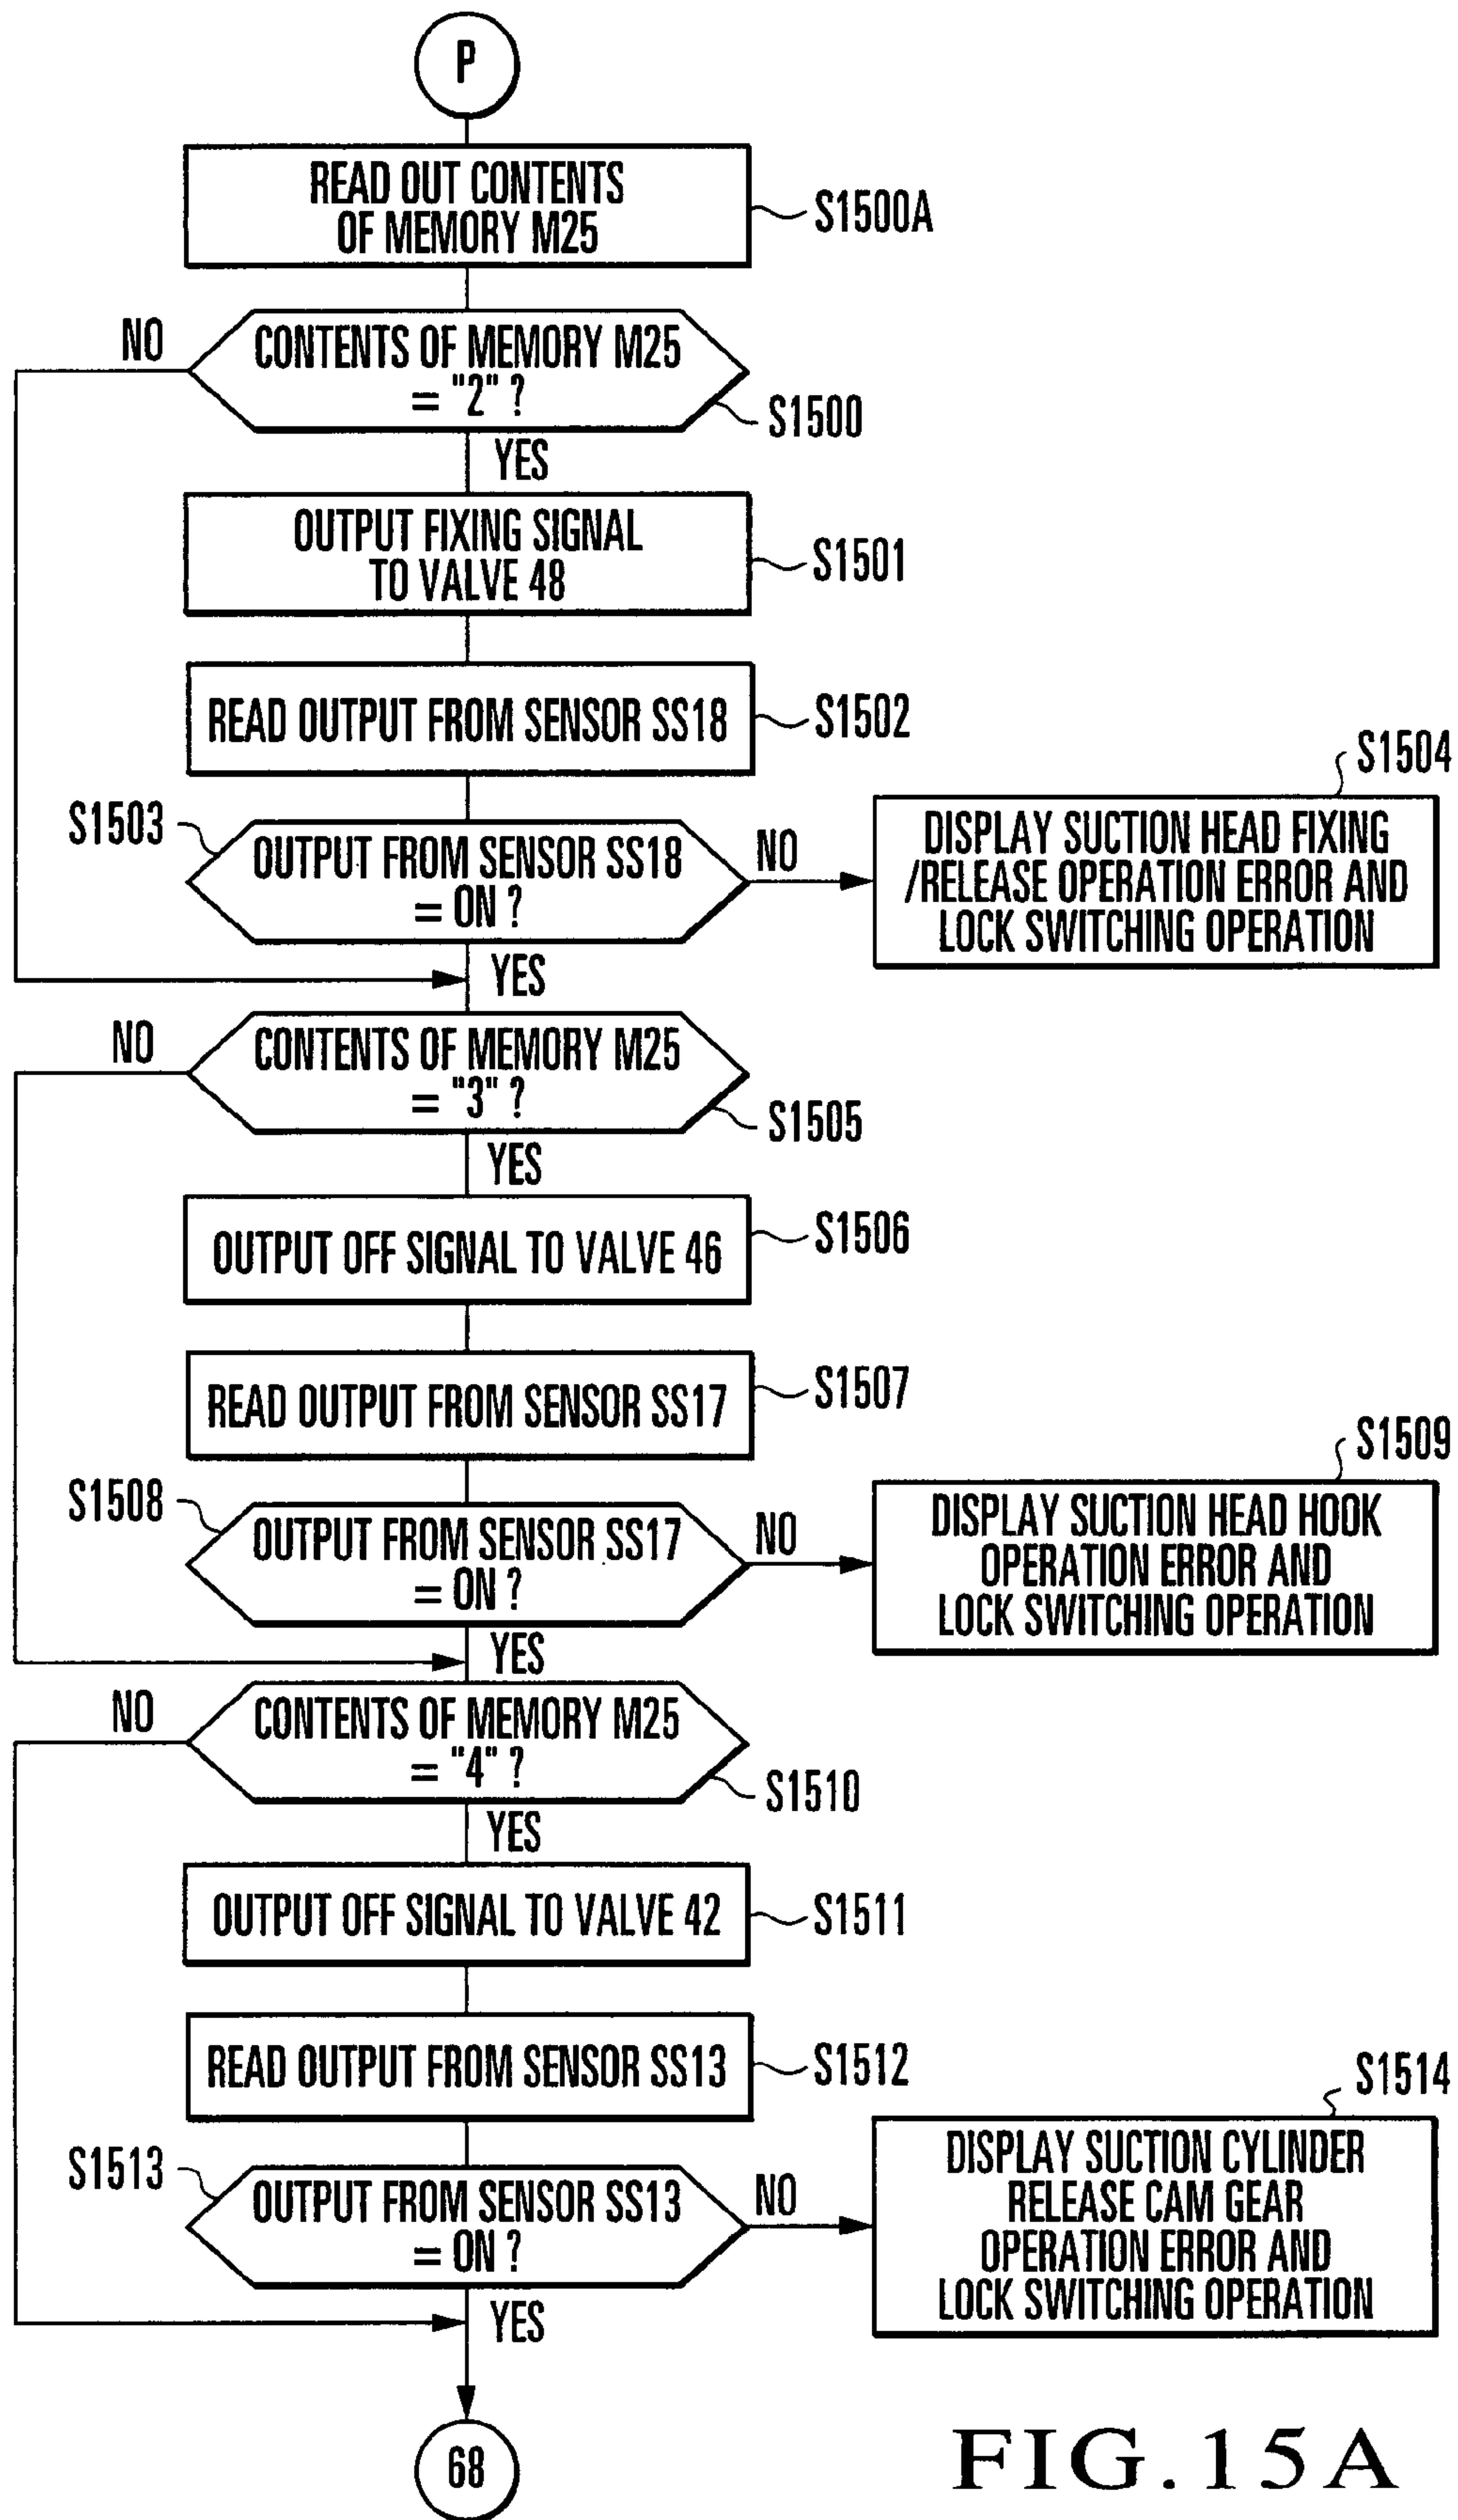 P
READ OUT CONTENTS
OF MEMORY M25
S1500A
NO
CONTENTS OF MEMORY M25
= "2" ?
S1500
YES
OUTPUT FIXING SIGNAL
TO VALVE 48
S1501
READ OUTPUT FROM SENSOR SS18
S1502
S1503
OUTPUT FROM SENSOR SS18
= ON ?
NO
S1504
DISPLAY SUCTION HEAD FIXING
/RELEASE OPERATION ERROR AND
LOCK SWITCHING OPERATION
YES
NO
CONTENTS OF MEMORY M25
= "3" ?
S1505
YES
OUTPUT OFF SIGNAL TO VALVE 46
S1506
READ OUTPUT FROM SENSOR SS17
S1507
S1508
OUTPUT FROM SENSOR SS17
= ON ?
NO
S1509
DISPLAY SUCTION HEAD HOOK
OPERATION ERROR AND
LOCK SWITCHING OPERATION
YES
NO
CONTENTS OF MEMORY M25
= "4" ?
S1510
YES
OUTPUT OFF SIGNAL TO VALVE 42
S1511
READ OUTPUT FROM SENSOR SS13
S1512
S1513
OUTPUT FROM SENSOR SS13
= ON ?
NO
S1514
DISPLAY SUCTION CYLINDER
RELEASE CAM GEAR
OPERATION ERROR AND
LOCK SWITCHING OPERATION
YES
68
FIG.15A